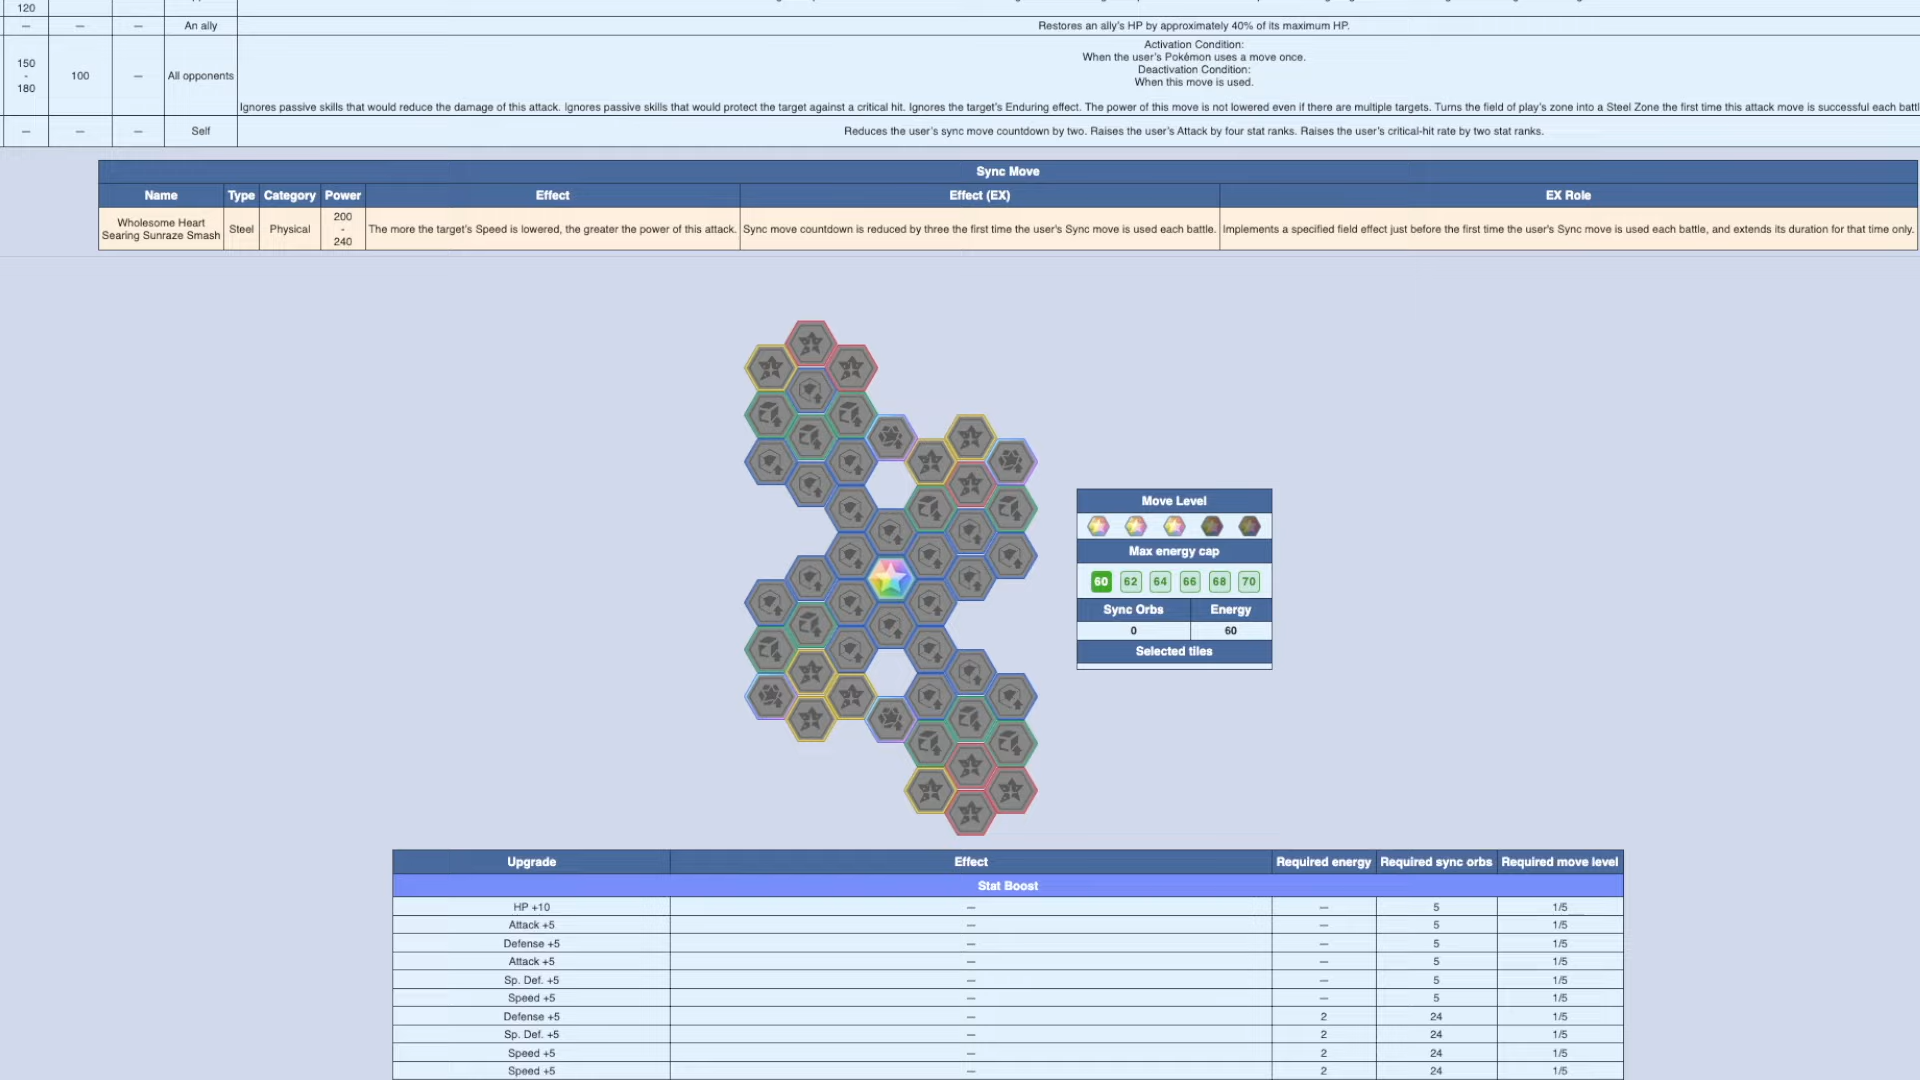 120
— — — An ally Restores an ally's HP by approximately 40% of its maximum HP.
Activation Condition:
When the user's Pokémon uses a move once.
Deactivation Condition:
When this move is used.
150
-
180
100 — All opponents
Ignores passive skills that would reduce the damage of this attack. Ignores passive skills that would protect the target against a critical hit. Ignores the target's Enduring effect. The power of this move is not lowered even if there are multiple targets. Turns the field of play's zone into a Steel Zone the first time this attack move is successful each battl
— — — Self Reduces the user's sync move countdown by two. Raises the user's Attack by four stat ranks. Raises the user's critical-hit rate by two stat ranks.
Sync Move
Name Type Category Power Effect Effect (EX) EX Role
Wholesome Heart
Searing Sunraze Smash
Steel Physical
200
-
240
The more the target's Speed is lowered, the greater the power of this attack.
Sync move countdown is reduced by three the first time the user's Sync move is used each battle.
Implements a specified field effect just before the first time the user's Sync move is used each battle, and extends its duration for that time only.
Move Level
Max energy cap
60 62 64 66 68 70
Sync Orbs Energy
0 60
Selected tiles
Upgrade Effect Required energy Required sync orbs Required move level
Stat Boost
HP +10 — — 5 1/5
Attack +5 — — 5 1/5
Defense +5 — — 5 1/5
Attack +5 — — 5 1/5
Sp. Def. +5 — — 5 1/5
Speed +5 — — 5 1/5
Defense +5 — 2 24 1/5
Sp. Def. +5 — 2 24 1/5
Speed +5 — 2 24 1/5
Speed +5 — 2 24 1/5